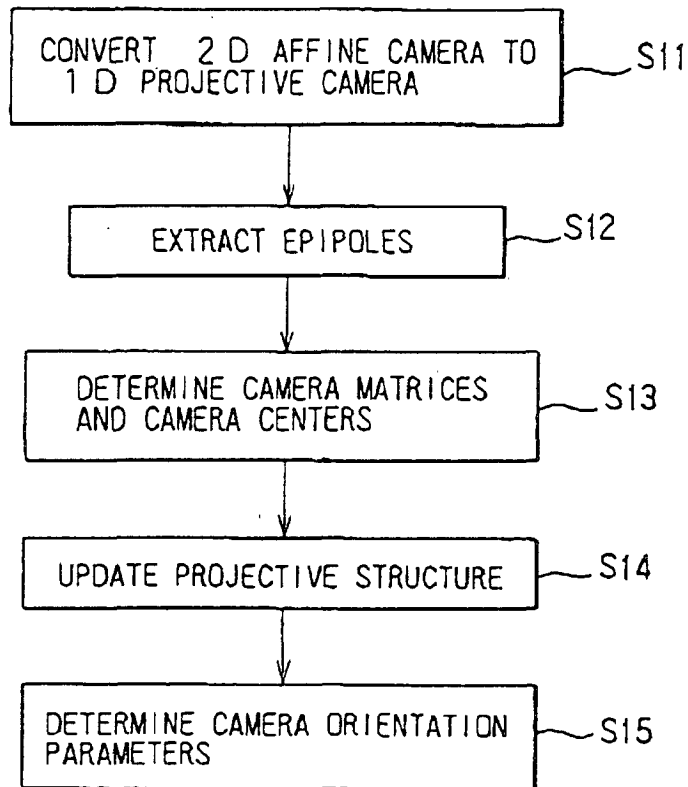 CONVERT 2D AFFINE CAMERA TO
1D PROJECTIVE CAMERA
S11
EXTRACT EPIPOLES
S12
DETERMINE CAMERA MATRICES
AND CAMERA CENTERS
S13
UPDATE PROJECTIVE STRUCTURE
S14
DETERMINE CAMERA ORIENTATION
PARAMETERS
S15